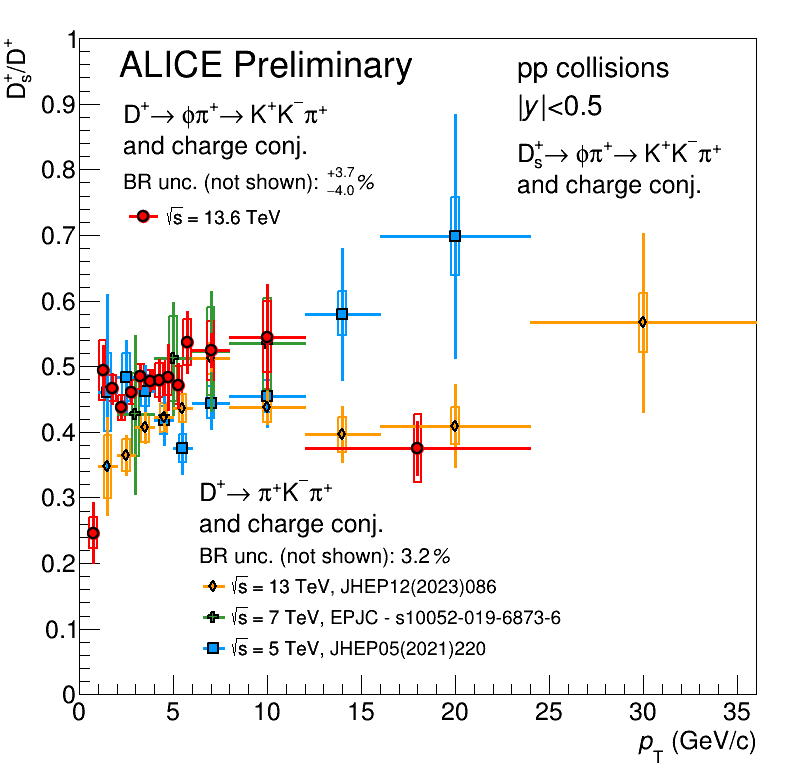 D⁺ₛ/D⁺
1
0.9
0.8
0.7
0.6
0.5
0.4
0.3
0.2
0.1
0
ALICE Preliminary
D⁺→ ϕπ⁺→ K⁺K⁻π⁺
and charge conj.
BR unc. (not shown): +3.7 −4.0 %
√s = 13.6 TeV
pp collisions
|y|<0.5
D⁺ₛ→ ϕπ⁺→ K⁺K⁻π⁺
and charge conj.
D⁺→ π⁺K⁻π⁺
and charge conj.
BR unc. (not shown): 3.2%
√s = 13 TeV, JHEP12(2023)086
√s = 7 TeV, EPJC - s10052-019-6873-6
√s = 5 TeV, JHEP05(2021)220
0 5 10 15 20 25 30 35
p_T (GeV/c)